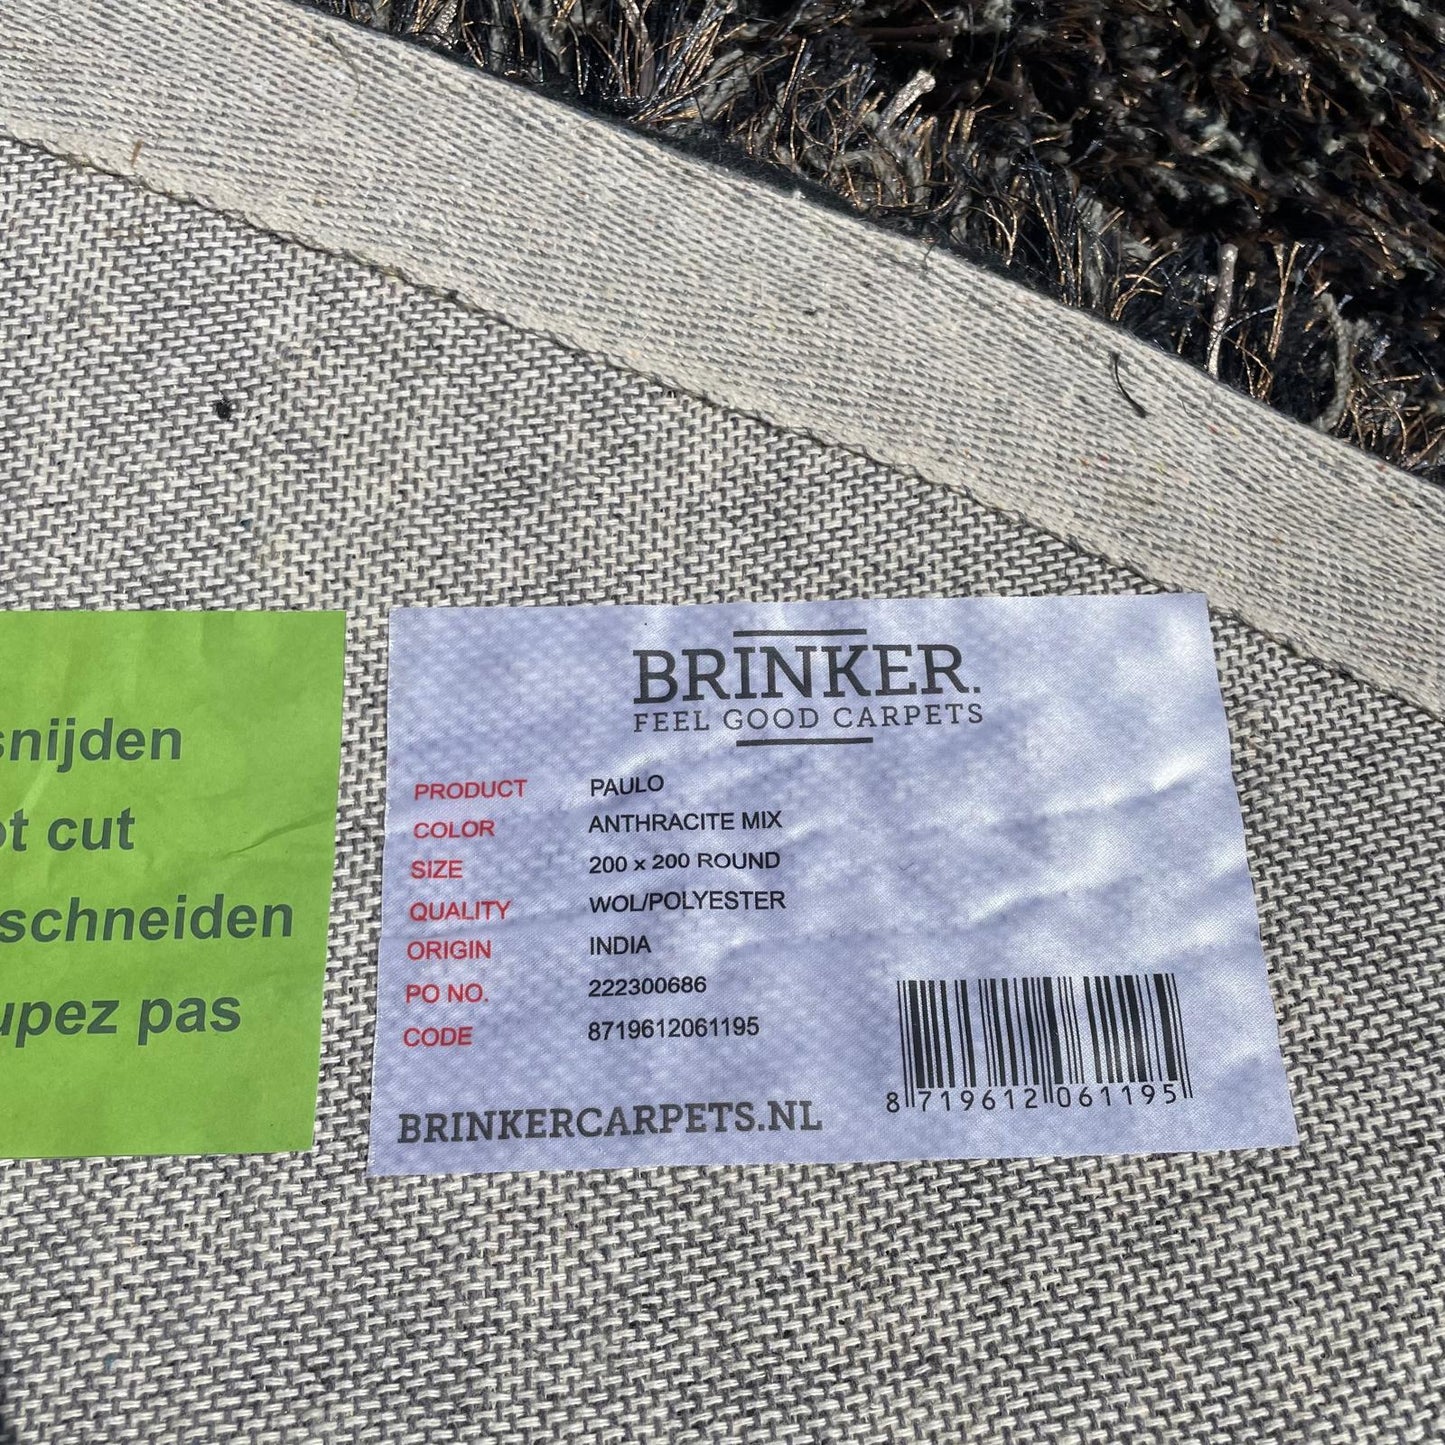 snijden
ot cut
schneiden
upez pas
BRINKER.
FEEL GOOD CARPETS
PRODUCT PAULO
COLOR ANTHRACITE MIX
SIZE 200 x 200 ROUND
QUALITY WOL/POLYESTER
ORIGIN INDIA
PO NO. 222300686
CODE 8719612061195
8 719612 061195
BRINKERCARPETS.NL